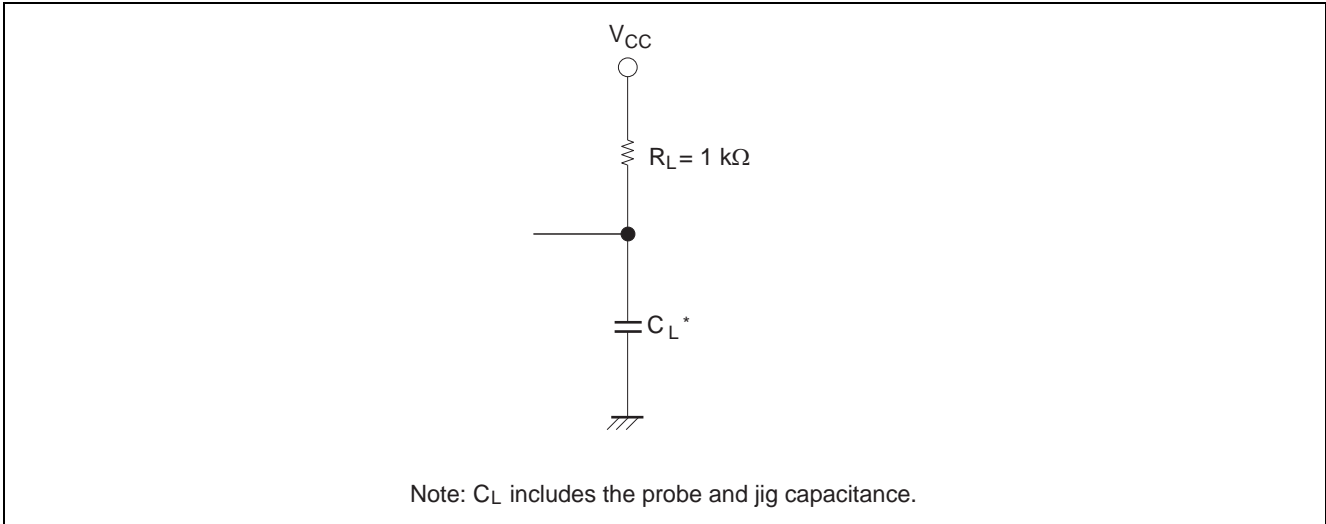 VCC
RL = 1 kΩ
CL *
Note: CL includes the probe and jig capacitance.